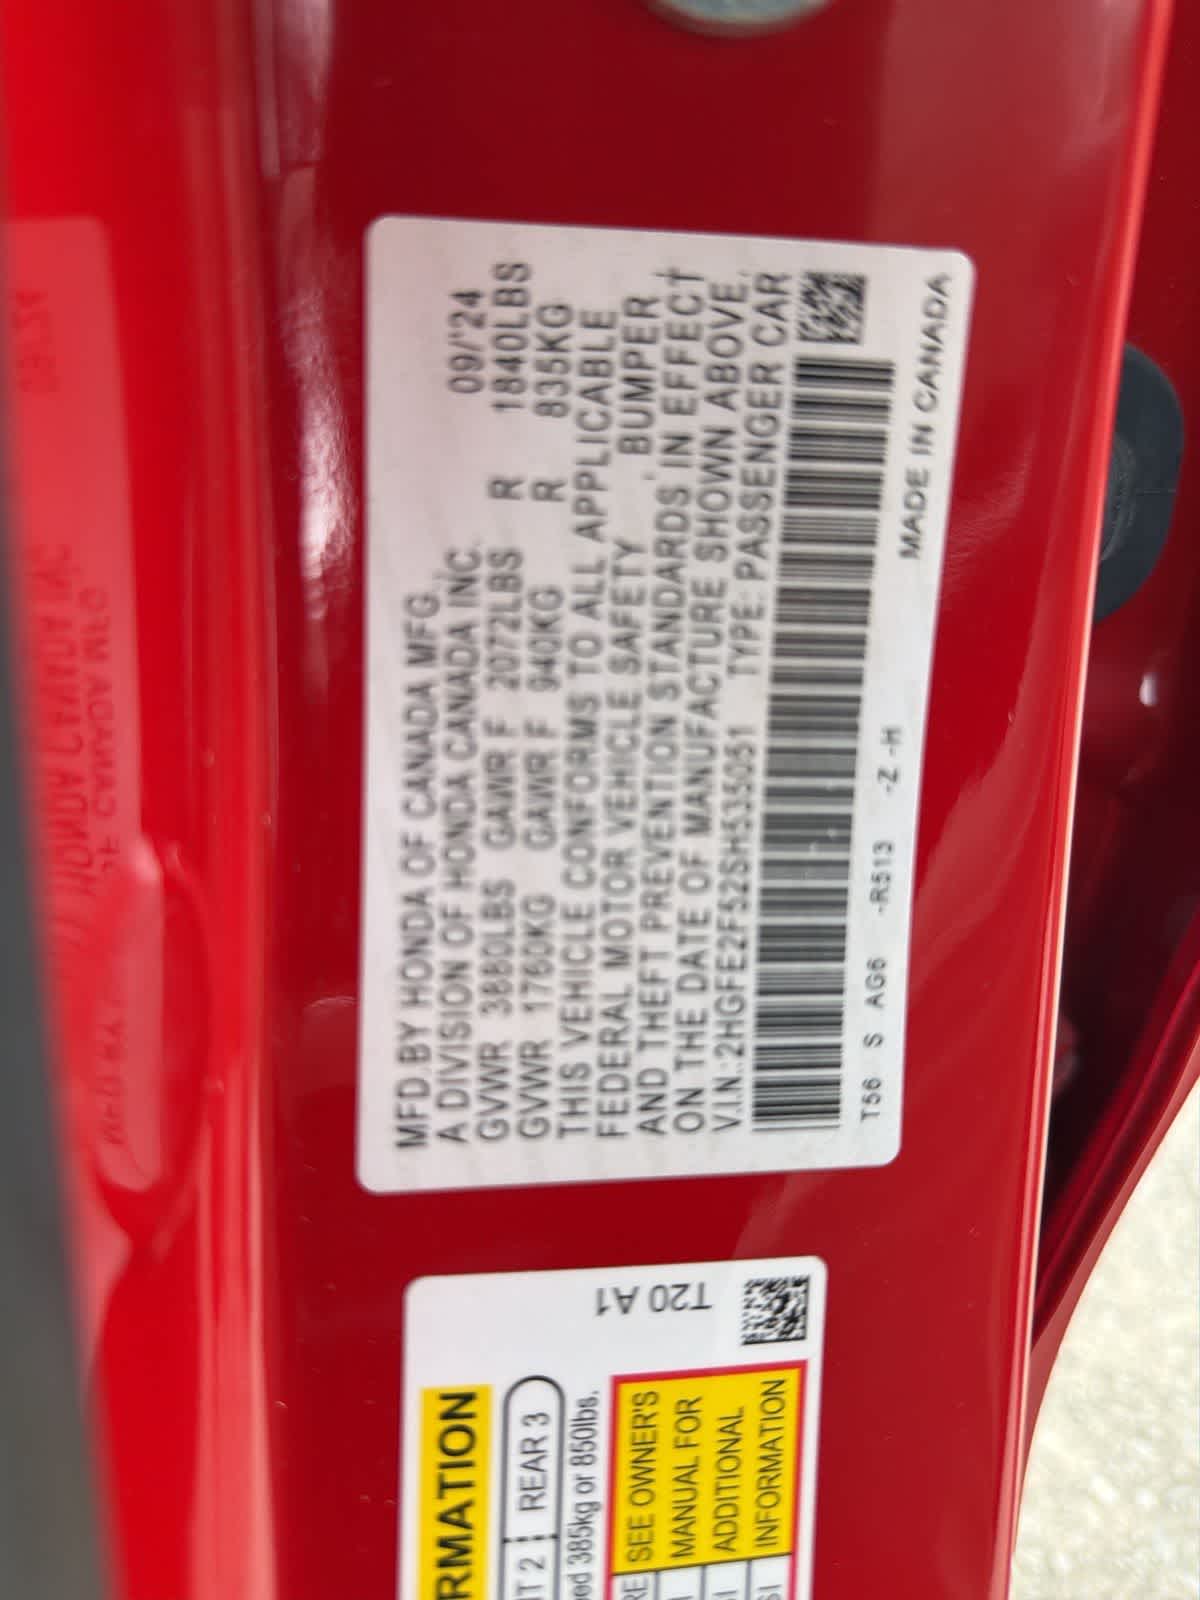 MFD.BY HONDA OF CANADA MFG.
A DIVISION OF HONDA CANADA INC. 09/'24
GVWR 3880LBS GAWR F 2072LBS R 1840LBS
GVWR 1760KG GAWR F 940KG R 835KG
THIS VEHICLE CONFORMS TO ALL APPLICABLE
FEDERAL MOTOR VEHICLE SAFETY , BUMPER
AND THEFT PREVENTION STANDARDS IN EFFECT
ON THE DATE OF MANUFACTURE SHOWN ABOVE.
V.I.N.:2HGFE2F52SH535051 TYPE: PASSENGER CAR
T56 S AG6 -R513 -Z -H
MADE IN CANADA
T20 A1
RMATION
NT 2 REAR 3
385kg or 850lbs.
SEE OWNER'S
MANUAL FOR
ADDITIONAL
INFORMATION